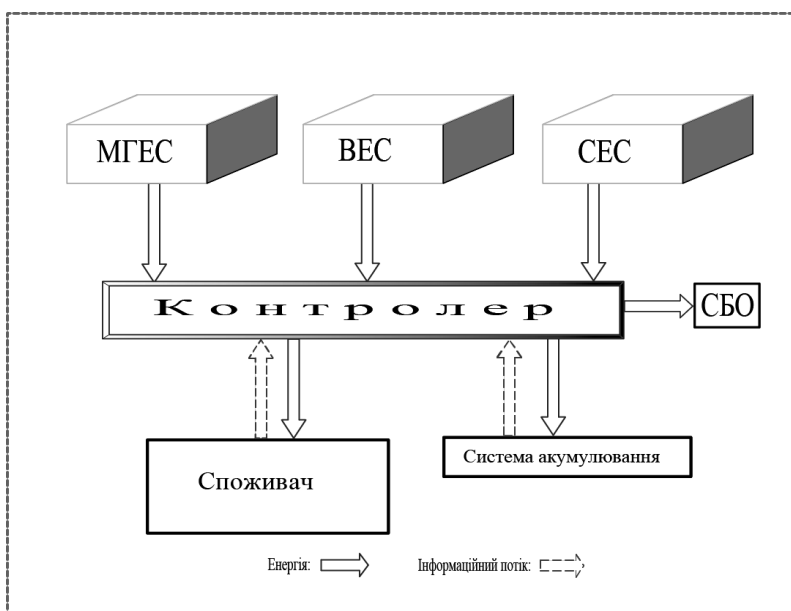 МГЕС
ВЕС
СЕС
Контролер
СБО
Споживач
Система акумулювання
Енергія:
Інформаційний потік: